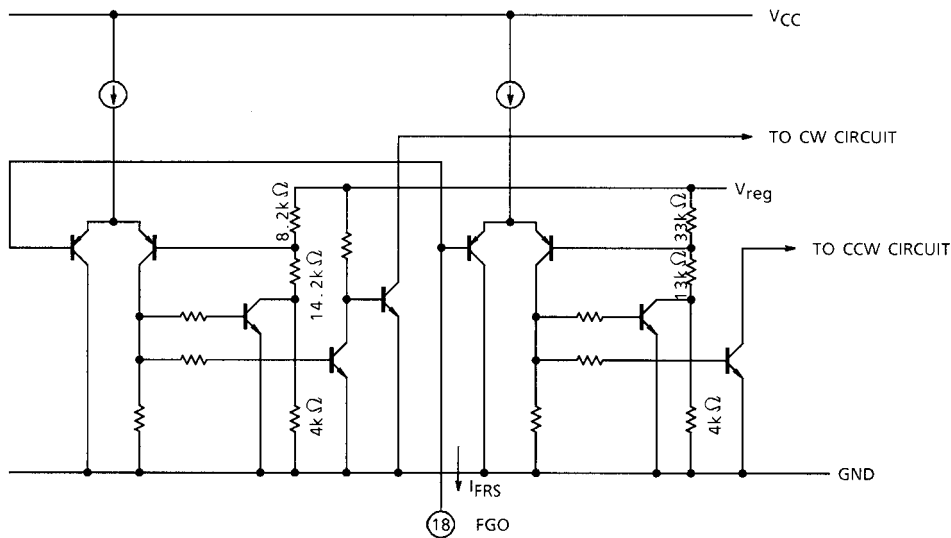 VCC
TO CW CIRCUIT
Vreg
8.2kΩ
33kΩ
TO CCW CIRCUIT
14.2kΩ
13kΩ
4kΩ
4kΩ
GND
IFRS
18 FGO